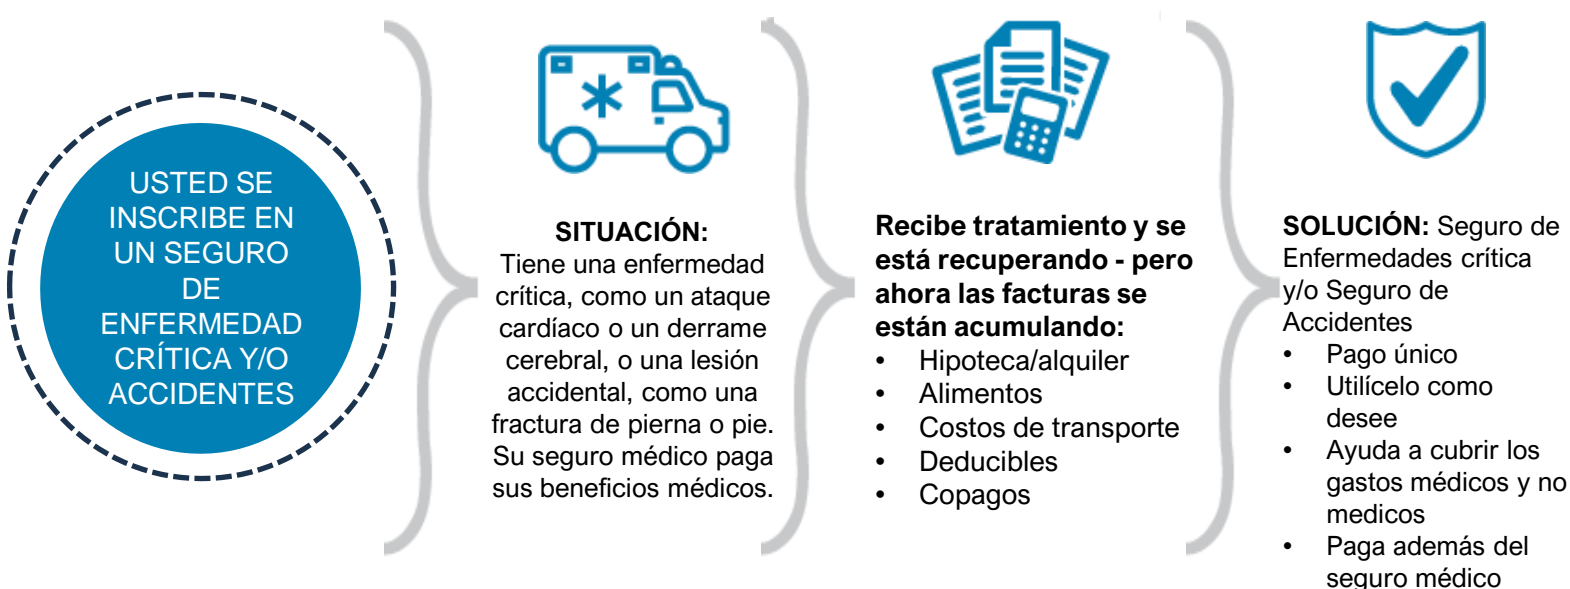 USTED SE
INSCRIBE EN
UN SEGURO
DE
ENFERMEDAD
CRÍTICA Y/O
ACCIDENTES
SITUACIÓN:
Tiene una enfermedad
crítica, como un ataque
cardíaco o un derrame
cerebral, o una lesión
accidental, como una
fractura de pierna o pie.
Su seguro médico paga
sus beneficios médicos.
Recibe tratamiento y se
está recuperando - pero
ahora las facturas se
están acumulando:
• Hipoteca/alquiler
• Alimentos
• Costos de transporte
• Deducibles
• Copagos
SOLUCIÓN: Seguro de
Enfermedades crítica
y/o Seguro de
Accidentes
• Pago único
• Utilícelo como
desee
• Ayuda a cubrir los
gastos médicos y no
medicos
• Paga además del
seguro médico